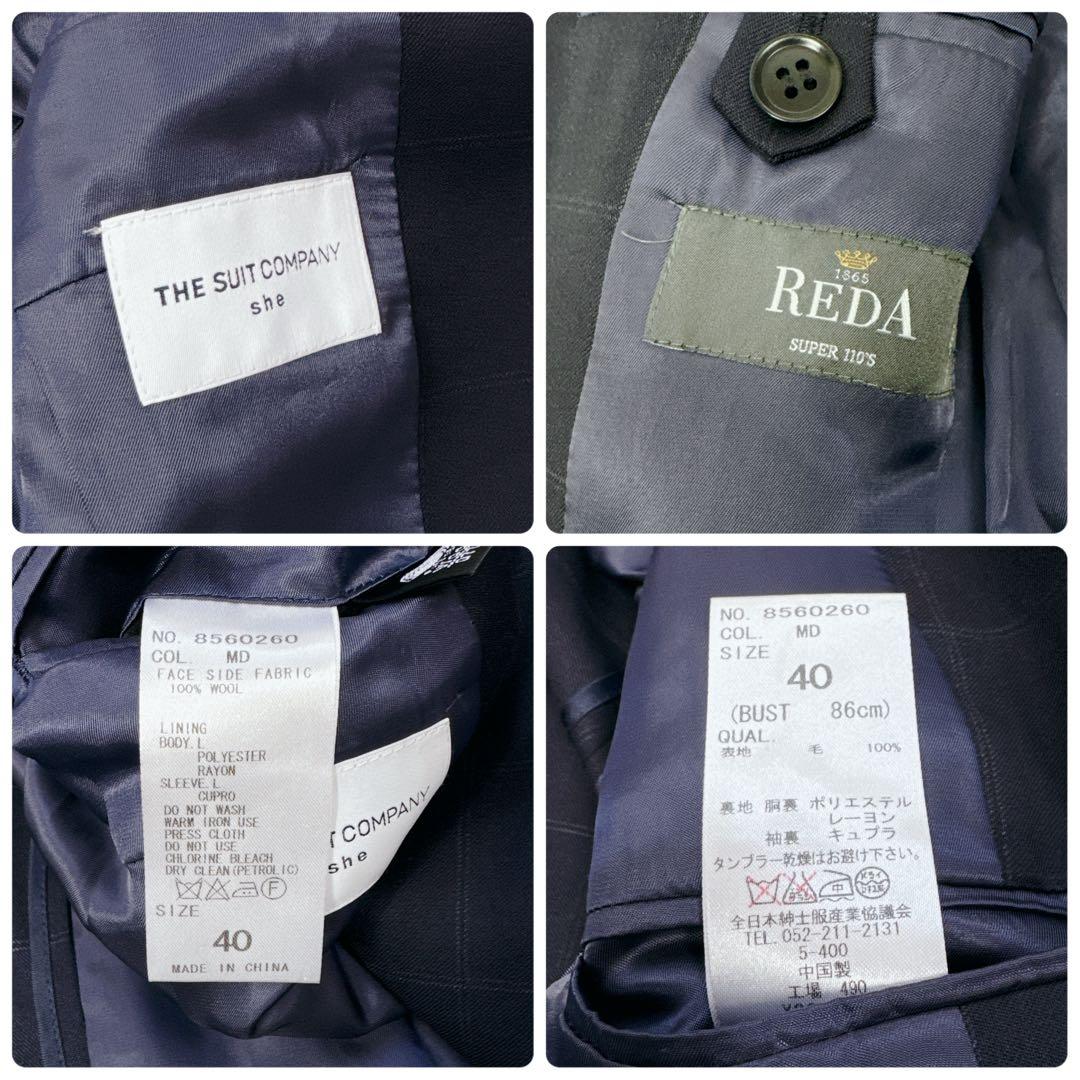 THE SUIT COMPANY
she
1865
REDA
SUPER 110'S
NO. 8560260
COL. MD
FACE SIDE FABRIC
100% WOOL
LINING
BODY.L
POLYESTER
RAYON
SLEEVE.L
CUPRO
DO NOT WASH
WARM IRON USE
PRESS CLOTH
DO NOT USE
CHLORINE BLEACH
DRY CLEAN(PETROLIC)
F
SIZE
40
MADE IN CHINA
IT COMPANY
she
NO. 8560260
COL. MD
SIZE
40
(BUST 86cm)
QUAL.
表地 毛 100%
裏地 胴裏 ポリエステル
レーヨン
袖裏 キュプラ
タンブラー乾燥はお避け下さい。
中 ドライ
全日本紳士服産業協議会
TEL. 052-211-2131
5-400
中国製
工場 490